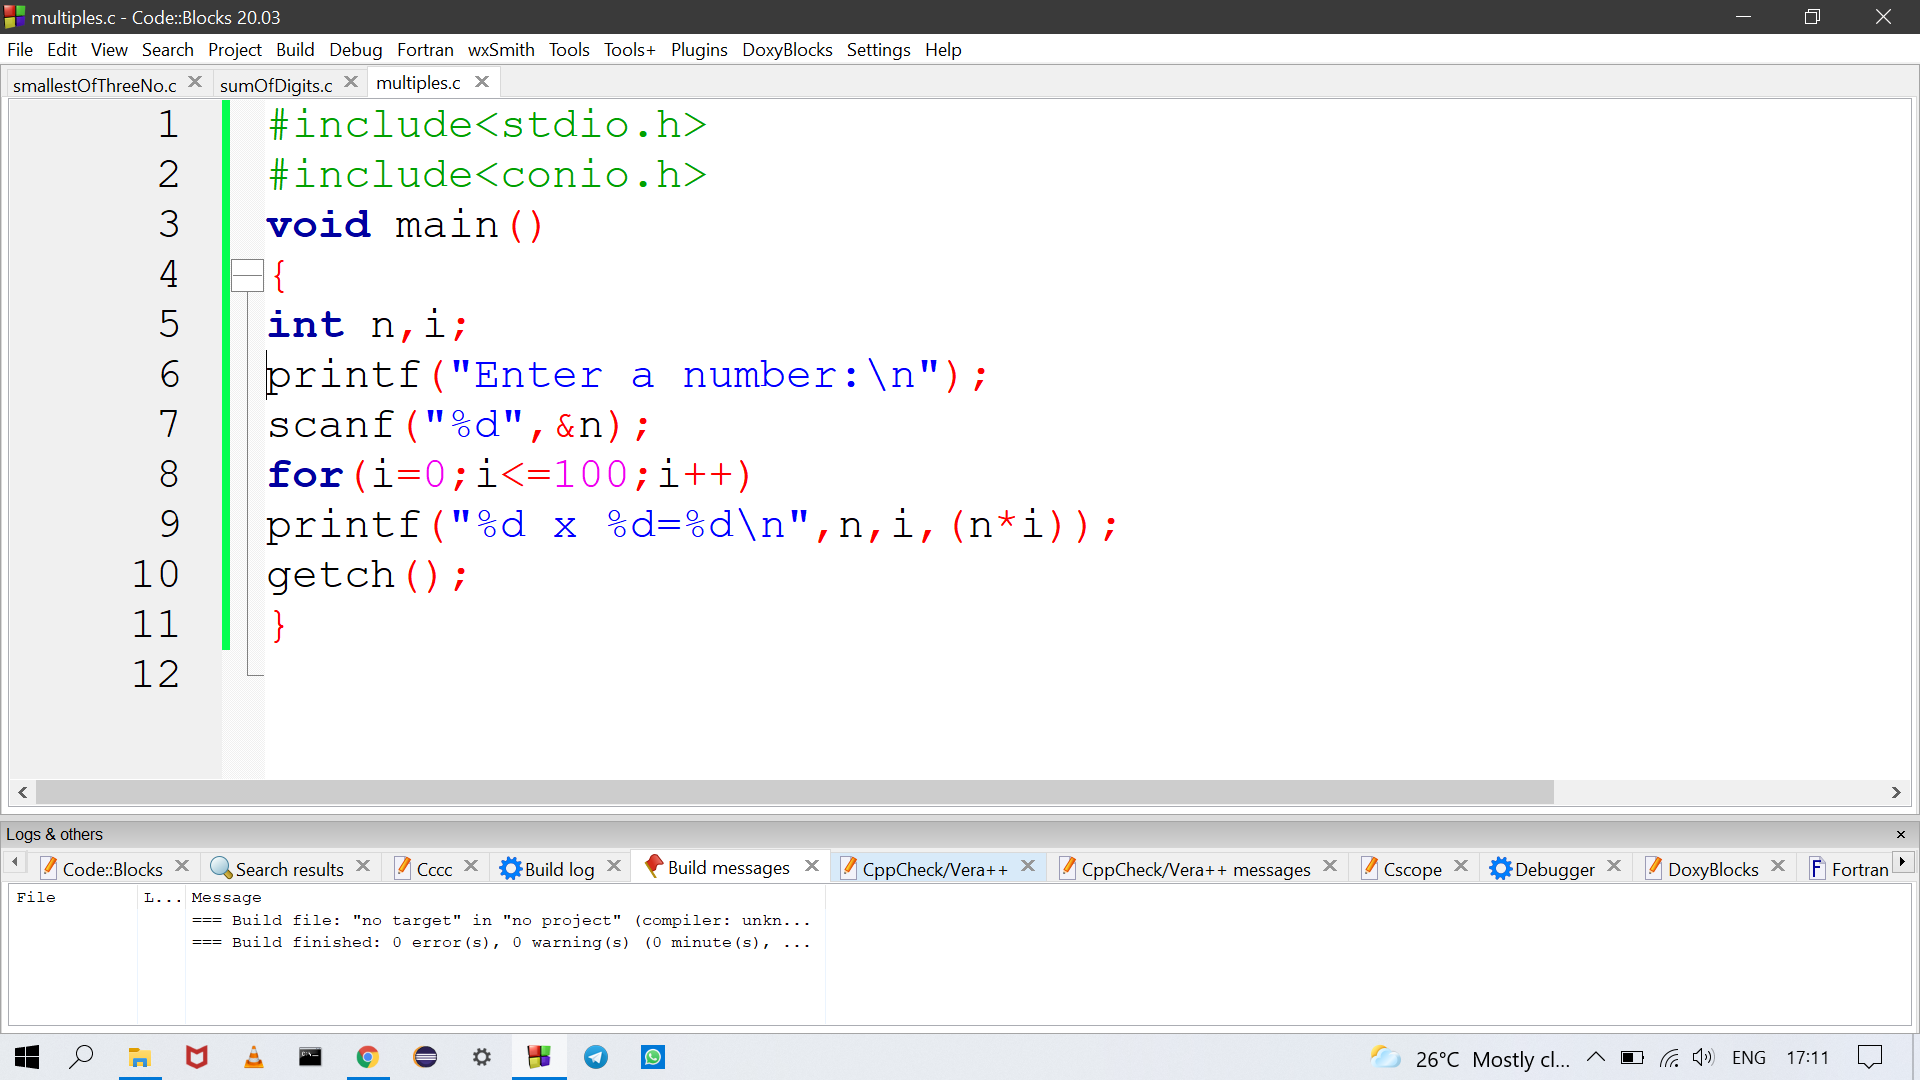 multiples.c - Code::Blocks 20.03
File Edit View Search Project Build Debug Fortran wxSmith Tools Tools+ Plugins DoxyBlocks Settings Help
smallestOfThreeNo.c sumOfDigits.c multiples.c
1 #include<stdio.h>
2 #include<conio.h>
3 void main()
4 {
5 int n,i;
6 printf("Enter a number:\n");
7 scanf("%d",&n);
8 for(i=0;i<=100;i++)
9 printf("%d x %d=%d\n",n,i,(n*i));
10 getch();
11 }
12
Logs & others
Code::Blocks Search results Cccc Build log Build messages CppCheck/Vera++ CppCheck/Vera++ messages Cscope Debugger DoxyBlocks Fortran
File L... Message
=== Build file: "no target" in "no project" (compiler: unkn...
=== Build finished: 0 error(s), 0 warning(s) (0 minute(s), ...
26°C Mostly cl... ENG 17:11